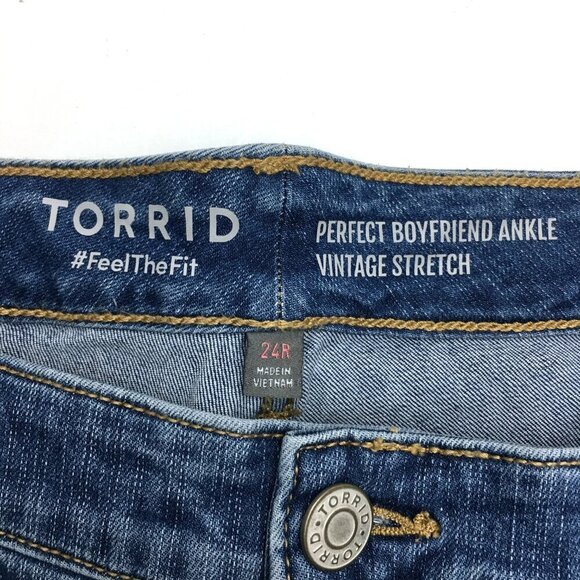 TORRID
#FeelTheFit
PERFECT BOYFRIEND ANKLE
VINTAGE STRETCH
24R
MADE IN
VIETNAM
TORRID • TORRID •